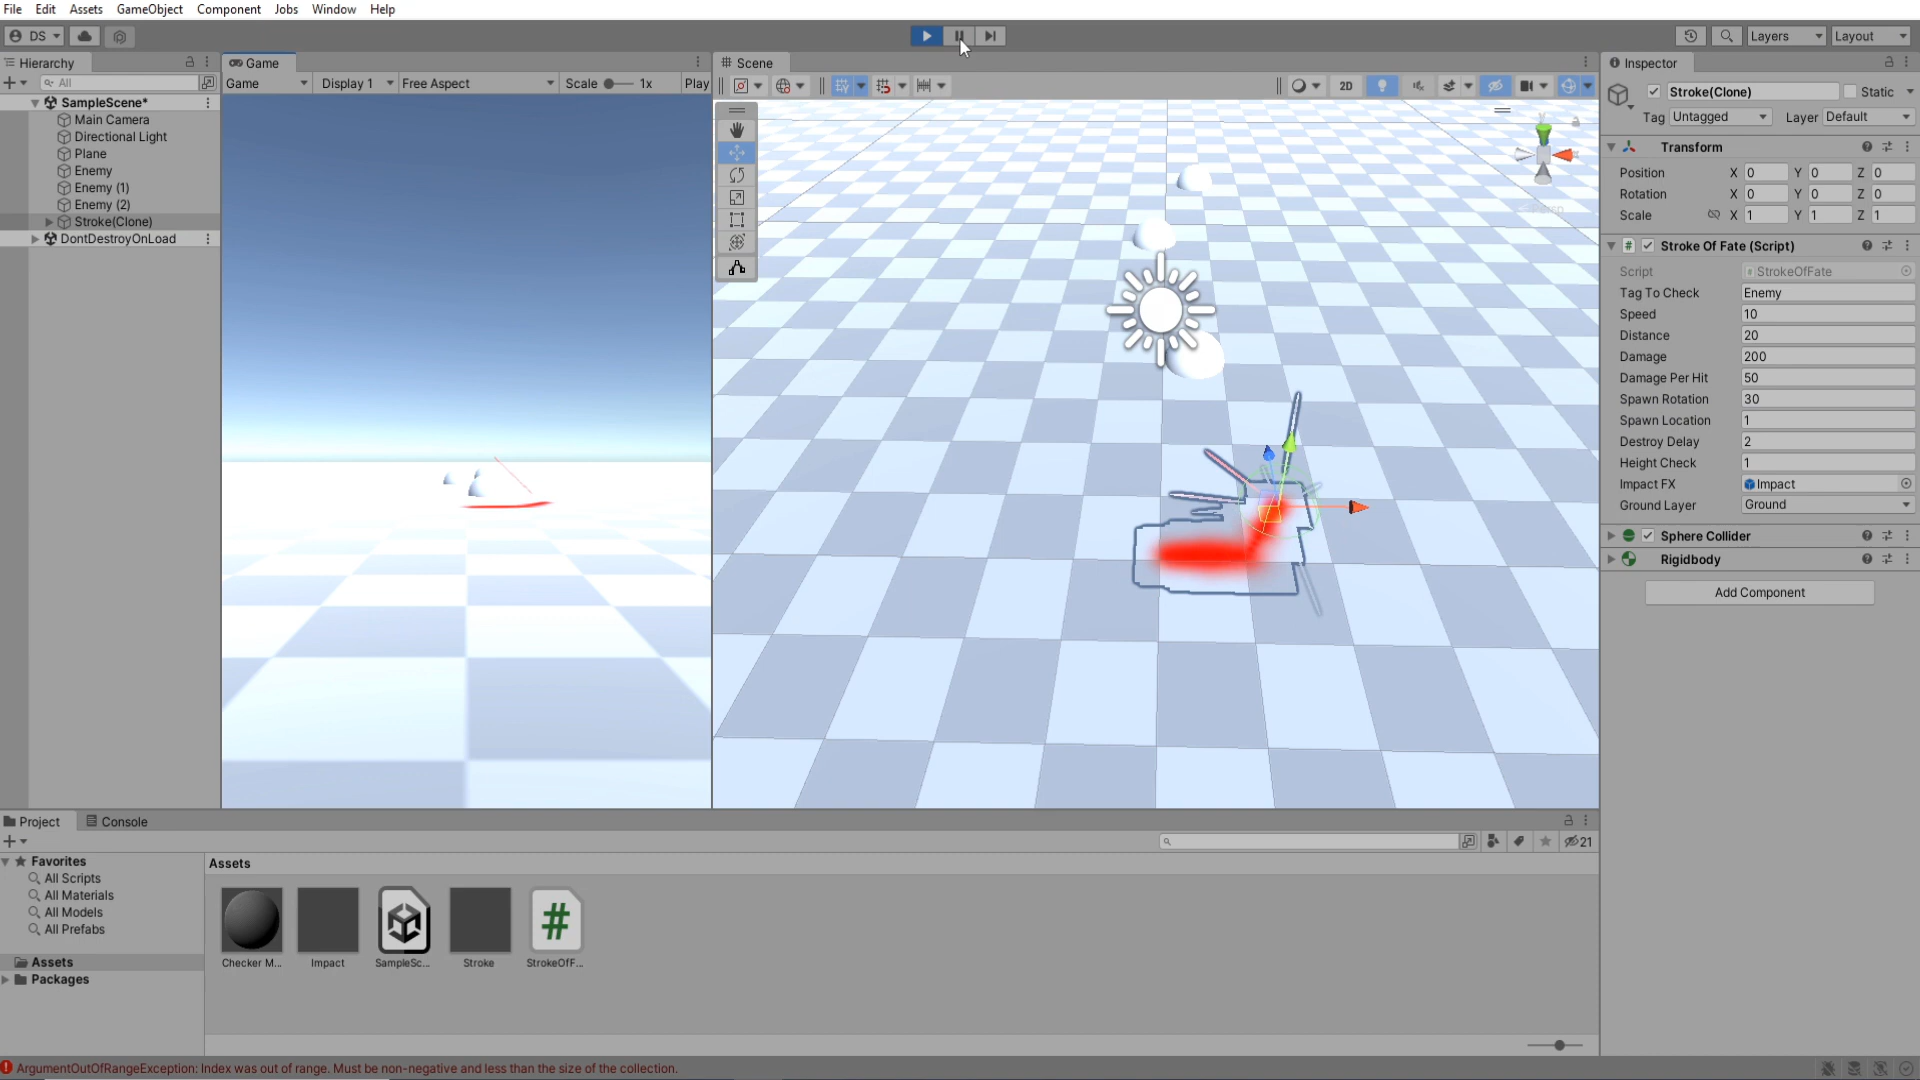 File Edit Assets GameObject Component Jobs Window Help
DS
Layers
Layout
Hierarchy
All
SampleScene*
Main Camera
Directional Light
Plane
Enemy
Enemy (1)
Enemy (2)
Stroke(Clone)
DontDestroyOnLoad
Game
Game Display 1 Free Aspect Scale 1x Play
Scene
2D
Inspector
Stroke(Clone) Static
Tag Untagged Layer Default
Transform
Position X 0 Y 0 Z 0
Rotation X 0 Y 0 Z 0
Scale X 1 Y 1 Z 1
Stroke Of Fate (Script)
Script StrokeOfFate
Tag To Check Enemy
Speed 10
Distance 20
Damage 200
Damage Per Hit 50
Spawn Rotation 30
Spawn Location 1
Destroy Delay 2
Height Check 1
Impact FX Impact
Ground Layer Ground
Sphere Collider
Rigidbody
Add Component
Project Console
21
Favorites
All Scripts
All Materials
All Models
All Prefabs
Assets
Packages
Assets
Checker M...
Impact
SampleSc...
Stroke
StrokeOfF...
ArgumentOutOfRangeException: Index was out of range. Must be non-negative and less than the size of the collection.